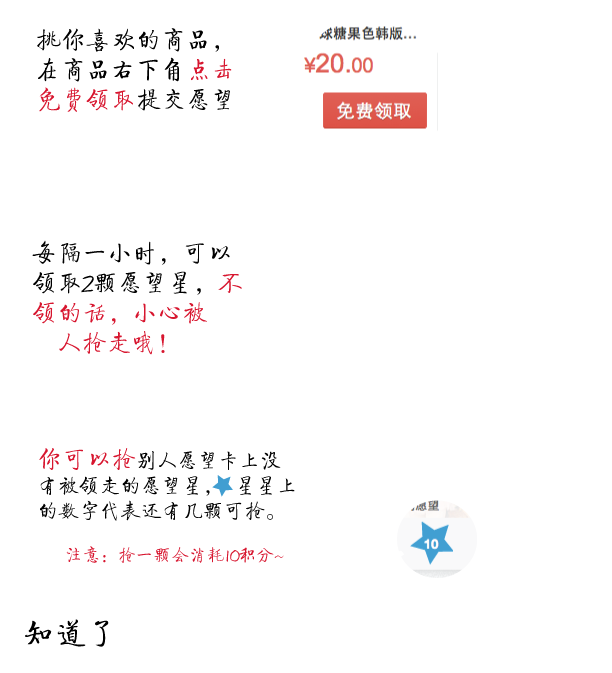 挑你喜欢的商品，
在商品右下角点击
免费领取提交愿望
球糖果色韩版...
¥20.00
免费领取
每隔一小时，可以
领取2颗愿望星，不
领的话，小心被
人抢走哦！
你可以抢别人愿望卡上没
有被领走的愿望星，星星上
的数字代表还有几颗可抢。
愿望
10
注意：抢一颗会消耗10积分~
知道了